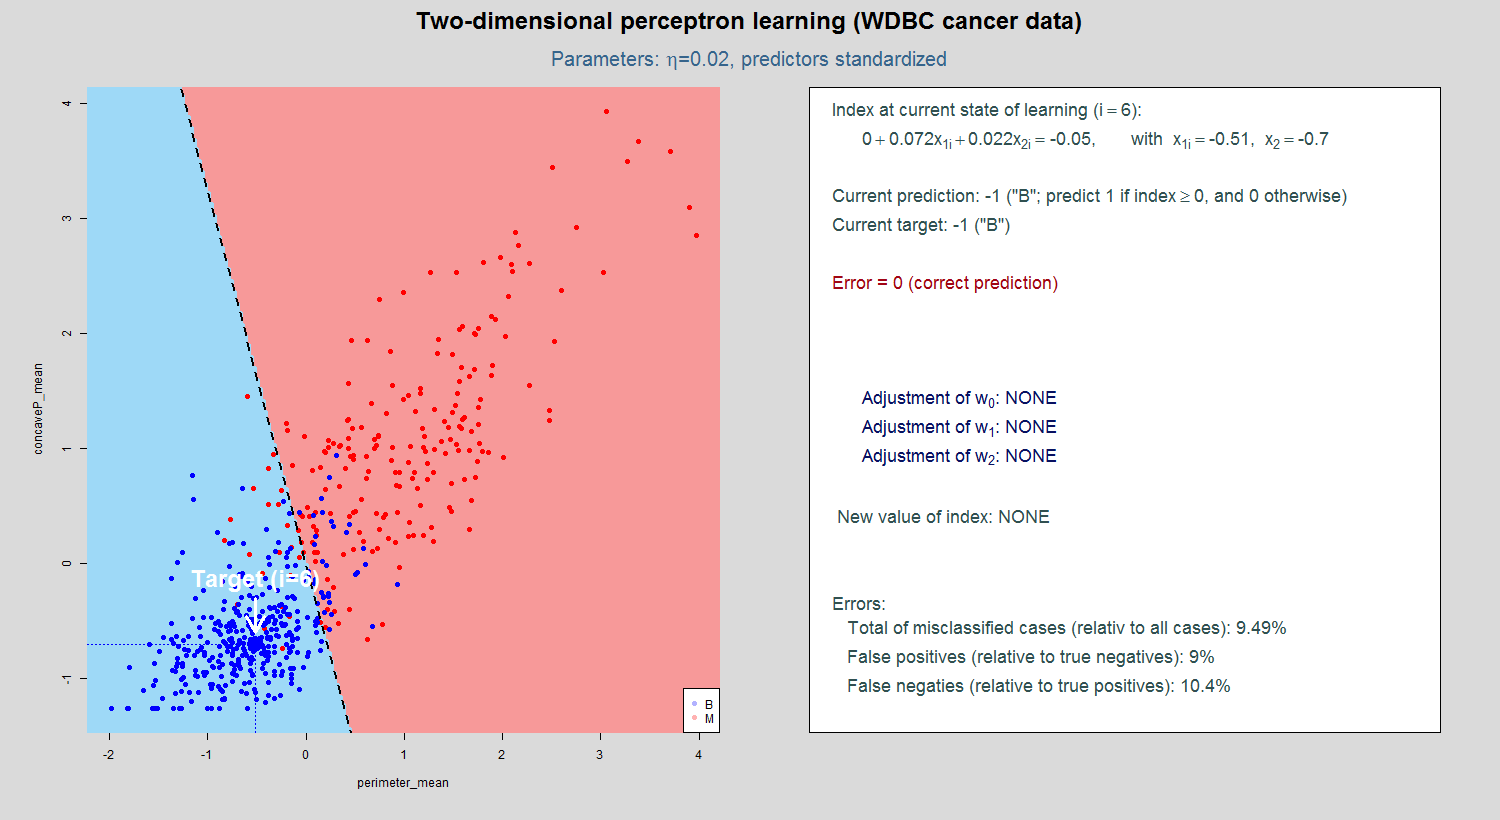 Two-dimensional perceptron learning (WDBC cancer data)
Parameters: η=0.02, predictors standardized
4
3
2
1
0
-1
concaveP_mean
Target (i=6)
B
M
-2 -1 0 1 2 3 4
perimeter_mean
Index at current state of learning (i = 6):
0 + 0.072x1i + 0.022x2i = -0.05, with x1i = -0.51, x2 = -0.7
Current prediction: -1 ("B"; predict 1 if index ≥ 0, and 0 otherwise)
Current target: -1 ("B")
Error = 0 (correct prediction)
Adjustment of w0: NONE
Adjustment of w1: NONE
Adjustment of w2: NONE
New value of index: NONE
Errors:
Total of misclassified cases (relativ to all cases): 9.49%
False positives (relative to true negatives): 9%
False negaties (relative to true positives): 10.4%